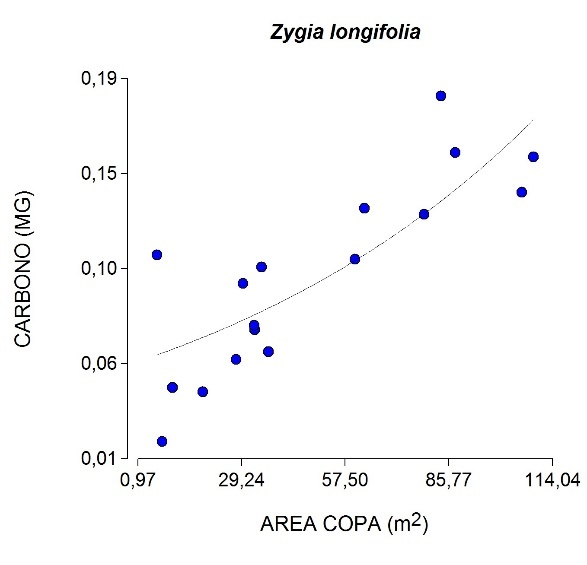 Zygia longifolia
CARBONO (MG)
0,19
0,15
0,10
0,06
0,01
0,97 29,24 57,50 85,77 114,04
AREA COPA (m²)